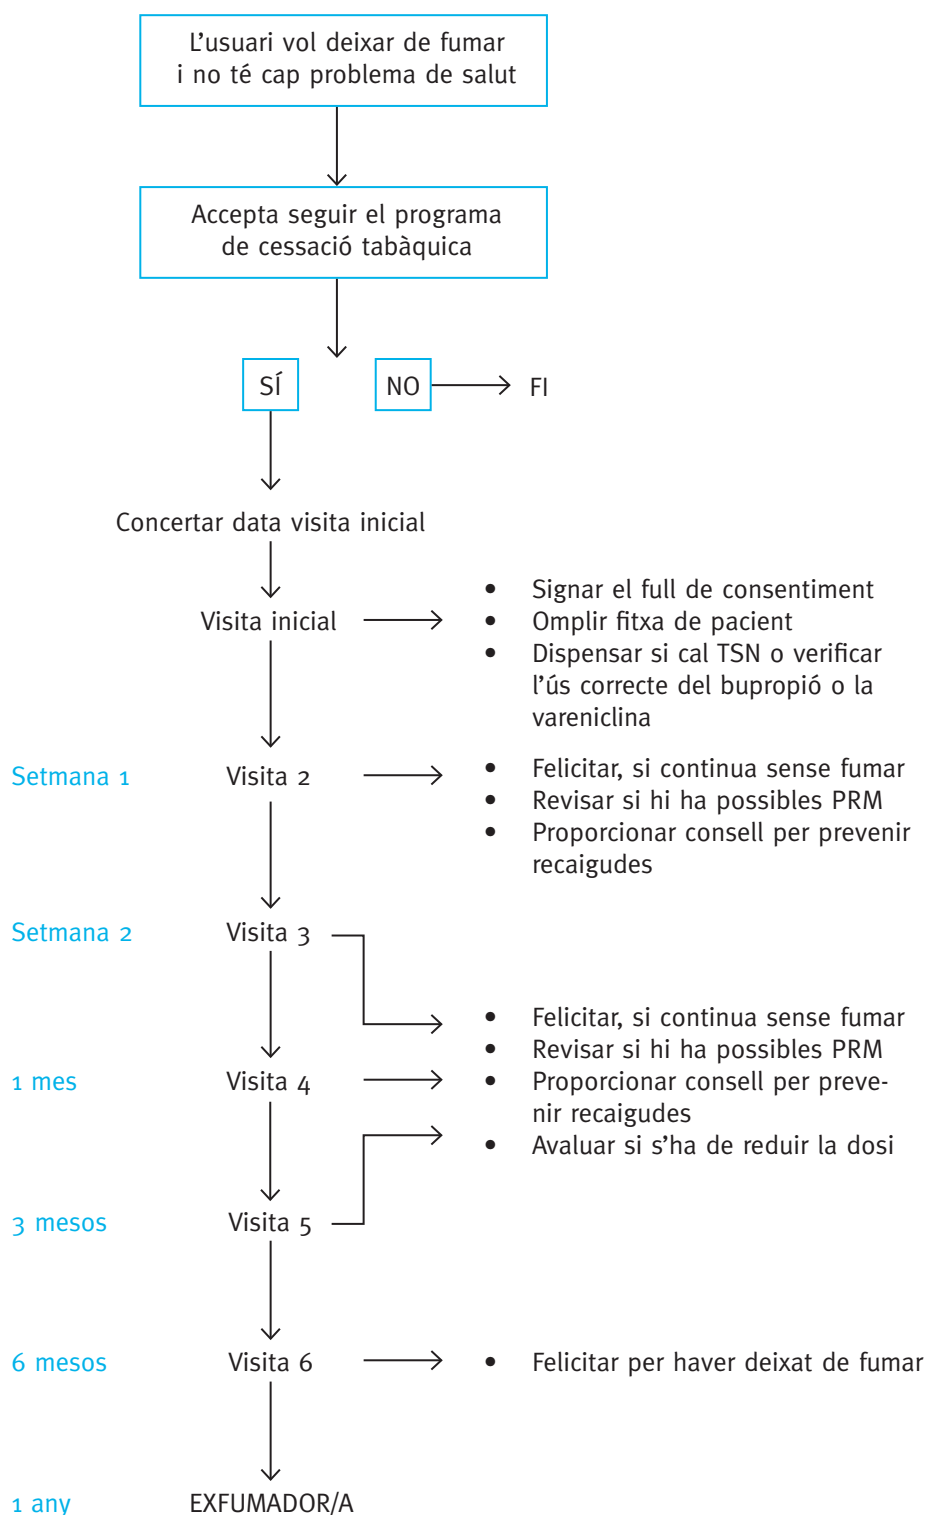 L’usuari vol deixar de fumar
i no té cap problema de salut
Accepta seguir el programa
de cessació tabàquica
SÍ
NO
FI
Concertar data visita inicial
Visita inicial
• Signar el full de consentiment
• Omplir fitxa de pacient
• Dispensar si cal TSN o verificar
l’ús correcte del bupropió o la
vareniclina
Setmana 1
Visita 2
• Felicitar, si continua sense fumar
• Revisar si hi ha possibles PRM
• Proporcionar consell per prevenir
recaigudes
Setmana 2
Visita 3
• Felicitar, si continua sense fumar
• Revisar si hi ha possibles PRM
• Proporcionar consell per preve-
nir recaigudes
• Avaluar si s’ha de reduir la dosi
1 mes
Visita 4
3 mesos
Visita 5
6 mesos
Visita 6
• Felicitar per haver deixat de fumar
1 any
EXFUMADOR/A